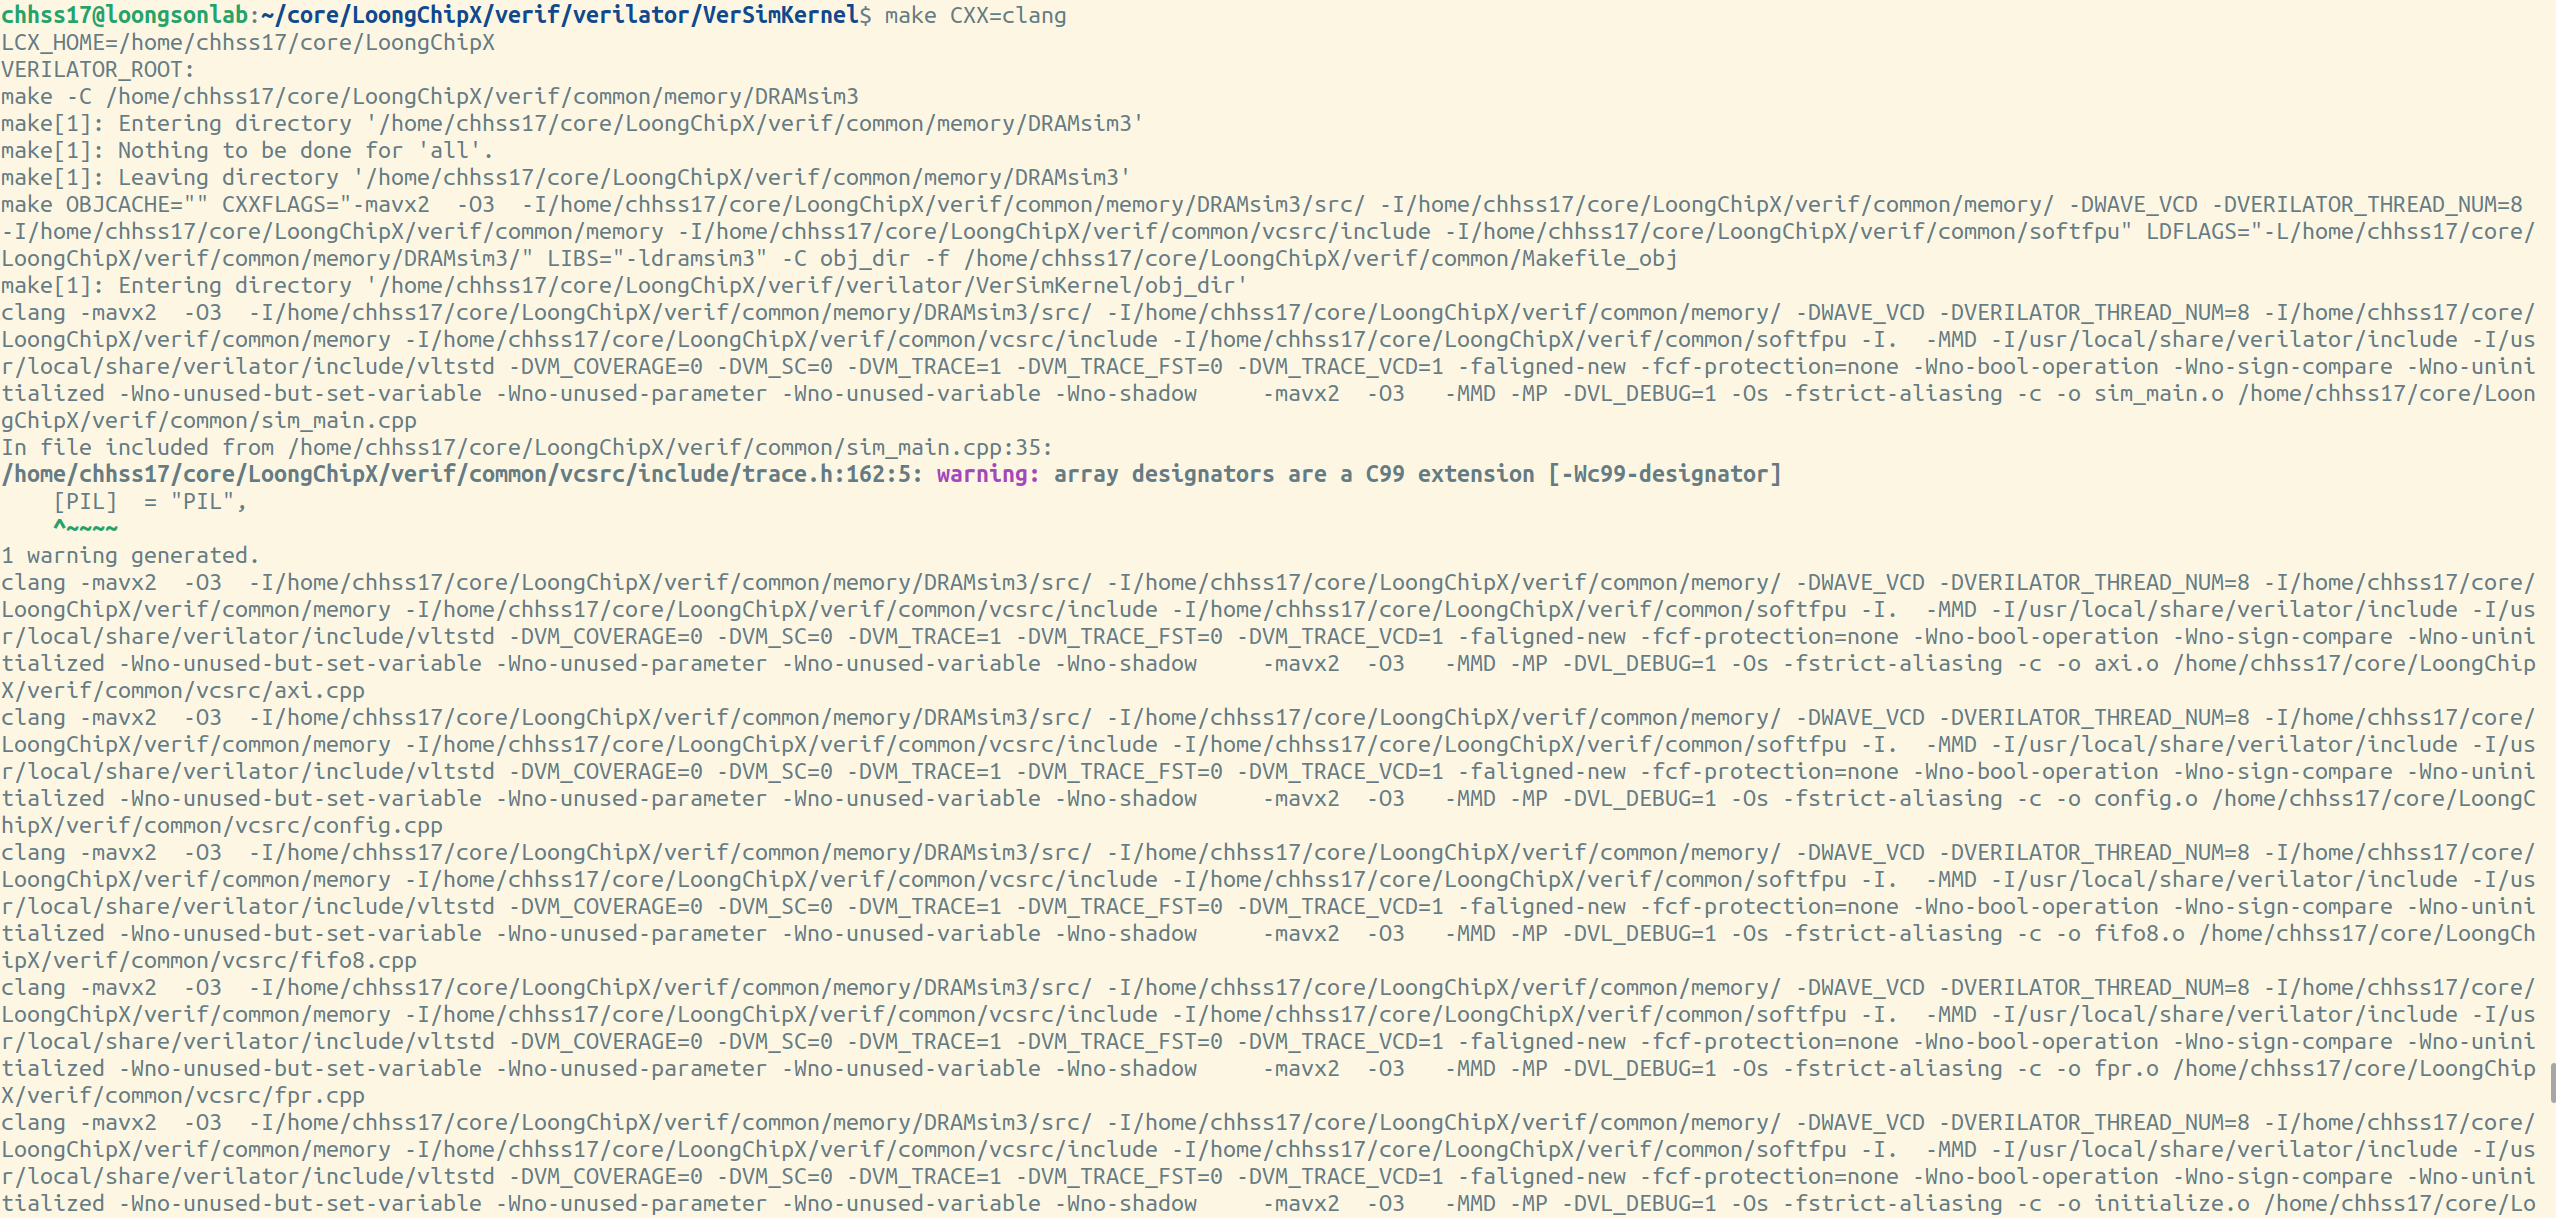 chhss17@loongsonlab:~/core/LoongChipX/verif/verilator/VerSimKernel$ make CXX=clang
LCX_HOME=/home/chhss17/core/LoongChipX
VERILATOR_ROOT:
make -C /home/chhss17/core/LoongChipX/verif/common/memory/DRAMsim3
make[1]: Entering directory '/home/chhss17/core/LoongChipX/verif/common/memory/DRAMsim3'
make[1]: Nothing to be done for 'all'.
make[1]: Leaving directory '/home/chhss17/core/LoongChipX/verif/common/memory/DRAMsim3'
make OBJCACHE="" CXXFLAGS="-mavx2  -O3  -I/home/chhss17/core/LoongChipX/verif/common/memory/DRAMsim3/src/ -I/home/chhss17/core/LoongChipX/verif/common/memory/ -DWAVE_VCD -DVERILATOR_THREAD_NUM=8
-I/home/chhss17/core/LoongChipX/verif/common/memory -I/home/chhss17/core/LoongChipX/verif/common/vcsrc/include -I/home/chhss17/core/LoongChipX/verif/common/softfpu" LDFLAGS="-L/home/chhss17/core/
LoongChipX/verif/common/memory/DRAMsim3/" LIBS="-ldramsim3" -C obj_dir -f /home/chhss17/core/LoongChipX/verif/common/Makefile_obj
make[1]: Entering directory '/home/chhss17/core/LoongChipX/verif/verilator/VerSimKernel/obj_dir'
clang -mavx2  -O3  -I/home/chhss17/core/LoongChipX/verif/common/memory/DRAMsim3/src/ -I/home/chhss17/core/LoongChipX/verif/common/memory/ -DWAVE_VCD -DVERILATOR_THREAD_NUM=8 -I/home/chhss17/core/
LoongChipX/verif/common/memory -I/home/chhss17/core/LoongChipX/verif/common/vcsrc/include -I/home/chhss17/core/LoongChipX/verif/common/softfpu -I.  -MMD -I/usr/local/share/verilator/include -I/us
r/local/share/verilator/include/vltstd -DVM_COVERAGE=0 -DVM_SC=0 -DVM_TRACE=1 -DVM_TRACE_FST=0 -DVM_TRACE_VCD=1 -faligned-new -fcf-protection=none -Wno-bool-operation -Wno-sign-compare -Wno-unini
tialized -Wno-unused-but-set-variable -Wno-unused-parameter -Wno-unused-variable -Wno-shadow     -mavx2  -O3   -MMD -MP -DVL_DEBUG=1 -Os -fstrict-aliasing -c -o sim_main.o /home/chhss17/core/Loon
gChipX/verif/common/sim_main.cpp
In file included from /home/chhss17/core/LoongChipX/verif/common/sim_main.cpp:35:
/home/chhss17/core/LoongChipX/verif/common/vcsrc/include/trace.h:162:5: warning: array designators are a C99 extension [-Wc99-designator]
    [PIL]  = "PIL",
    ^~~~~
1 warning generated.
clang -mavx2  -O3  -I/home/chhss17/core/LoongChipX/verif/common/memory/DRAMsim3/src/ -I/home/chhss17/core/LoongChipX/verif/common/memory/ -DWAVE_VCD -DVERILATOR_THREAD_NUM=8 -I/home/chhss17/core/
LoongChipX/verif/common/memory -I/home/chhss17/core/LoongChipX/verif/common/vcsrc/include -I/home/chhss17/core/LoongChipX/verif/common/softfpu -I.  -MMD -I/usr/local/share/verilator/include -I/us
r/local/share/verilator/include/vltstd -DVM_COVERAGE=0 -DVM_SC=0 -DVM_TRACE=1 -DVM_TRACE_FST=0 -DVM_TRACE_VCD=1 -faligned-new -fcf-protection=none -Wno-bool-operation -Wno-sign-compare -Wno-unini
tialized -Wno-unused-but-set-variable -Wno-unused-parameter -Wno-unused-variable -Wno-shadow     -mavx2  -O3   -MMD -MP -DVL_DEBUG=1 -Os -fstrict-aliasing -c -o axi.o /home/chhss17/core/LoongChip
X/verif/common/vcsrc/axi.cpp
clang -mavx2  -O3  -I/home/chhss17/core/LoongChipX/verif/common/memory/DRAMsim3/src/ -I/home/chhss17/core/LoongChipX/verif/common/memory/ -DWAVE_VCD -DVERILATOR_THREAD_NUM=8 -I/home/chhss17/core/
LoongChipX/verif/common/memory -I/home/chhss17/core/LoongChipX/verif/common/vcsrc/include -I/home/chhss17/core/LoongChipX/verif/common/softfpu -I.  -MMD -I/usr/local/share/verilator/include -I/us
r/local/share/verilator/include/vltstd -DVM_COVERAGE=0 -DVM_SC=0 -DVM_TRACE=1 -DVM_TRACE_FST=0 -DVM_TRACE_VCD=1 -faligned-new -fcf-protection=none -Wno-bool-operation -Wno-sign-compare -Wno-unini
tialized -Wno-unused-but-set-variable -Wno-unused-parameter -Wno-unused-variable -Wno-shadow     -mavx2  -O3   -MMD -MP -DVL_DEBUG=1 -Os -fstrict-aliasing -c -o config.o /home/chhss17/core/LoongC
hipX/verif/common/vcsrc/config.cpp
clang -mavx2  -O3  -I/home/chhss17/core/LoongChipX/verif/common/memory/DRAMsim3/src/ -I/home/chhss17/core/LoongChipX/verif/common/memory/ -DWAVE_VCD -DVERILATOR_THREAD_NUM=8 -I/home/chhss17/core/
LoongChipX/verif/common/memory -I/home/chhss17/core/LoongChipX/verif/common/vcsrc/include -I/home/chhss17/core/LoongChipX/verif/common/softfpu -I.  -MMD -I/usr/local/share/verilator/include -I/us
r/local/share/verilator/include/vltstd -DVM_COVERAGE=0 -DVM_SC=0 -DVM_TRACE=1 -DVM_TRACE_FST=0 -DVM_TRACE_VCD=1 -faligned-new -fcf-protection=none -Wno-bool-operation -Wno-sign-compare -Wno-unini
tialized -Wno-unused-but-set-variable -Wno-unused-parameter -Wno-unused-variable -Wno-shadow     -mavx2  -O3   -MMD -MP -DVL_DEBUG=1 -Os -fstrict-aliasing -c -o fifo8.o /home/chhss17/core/LoongCh
ipX/verif/common/vcsrc/fifo8.cpp
clang -mavx2  -O3  -I/home/chhss17/core/LoongChipX/verif/common/memory/DRAMsim3/src/ -I/home/chhss17/core/LoongChipX/verif/common/memory/ -DWAVE_VCD -DVERILATOR_THREAD_NUM=8 -I/home/chhss17/core/
LoongChipX/verif/common/memory -I/home/chhss17/core/LoongChipX/verif/common/vcsrc/include -I/home/chhss17/core/LoongChipX/verif/common/softfpu -I.  -MMD -I/usr/local/share/verilator/include -I/us
r/local/share/verilator/include/vltstd -DVM_COVERAGE=0 -DVM_SC=0 -DVM_TRACE=1 -DVM_TRACE_FST=0 -DVM_TRACE_VCD=1 -faligned-new -fcf-protection=none -Wno-bool-operation -Wno-sign-compare -Wno-unini
tialized -Wno-unused-but-set-variable -Wno-unused-parameter -Wno-unused-variable -Wno-shadow     -mavx2  -O3   -MMD -MP -DVL_DEBUG=1 -Os -fstrict-aliasing -c -o fpr.o /home/chhss17/core/LoongChip
X/verif/common/vcsrc/fpr.cpp
clang -mavx2  -O3  -I/home/chhss17/core/LoongChipX/verif/common/memory/DRAMsim3/src/ -I/home/chhss17/core/LoongChipX/verif/common/memory/ -DWAVE_VCD -DVERILATOR_THREAD_NUM=8 -I/home/chhss17/core/
LoongChipX/verif/common/memory -I/home/chhss17/core/LoongChipX/verif/common/vcsrc/include -I/home/chhss17/core/LoongChipX/verif/common/softfpu -I.  -MMD -I/usr/local/share/verilator/include -I/us
r/local/share/verilator/include/vltstd -DVM_COVERAGE=0 -DVM_SC=0 -DVM_TRACE=1 -DVM_TRACE_FST=0 -DVM_TRACE_VCD=1 -faligned-new -fcf-protection=none -Wno-bool-operation -Wno-sign-compare -Wno-unini
tialized -Wno-unused-but-set-variable -Wno-unused-parameter -Wno-unused-variable -Wno-shadow     -mavx2  -O3   -MMD -MP -DVL_DEBUG=1 -Os -fstrict-aliasing -c -o initialize.o /home/chhss17/core/Lo